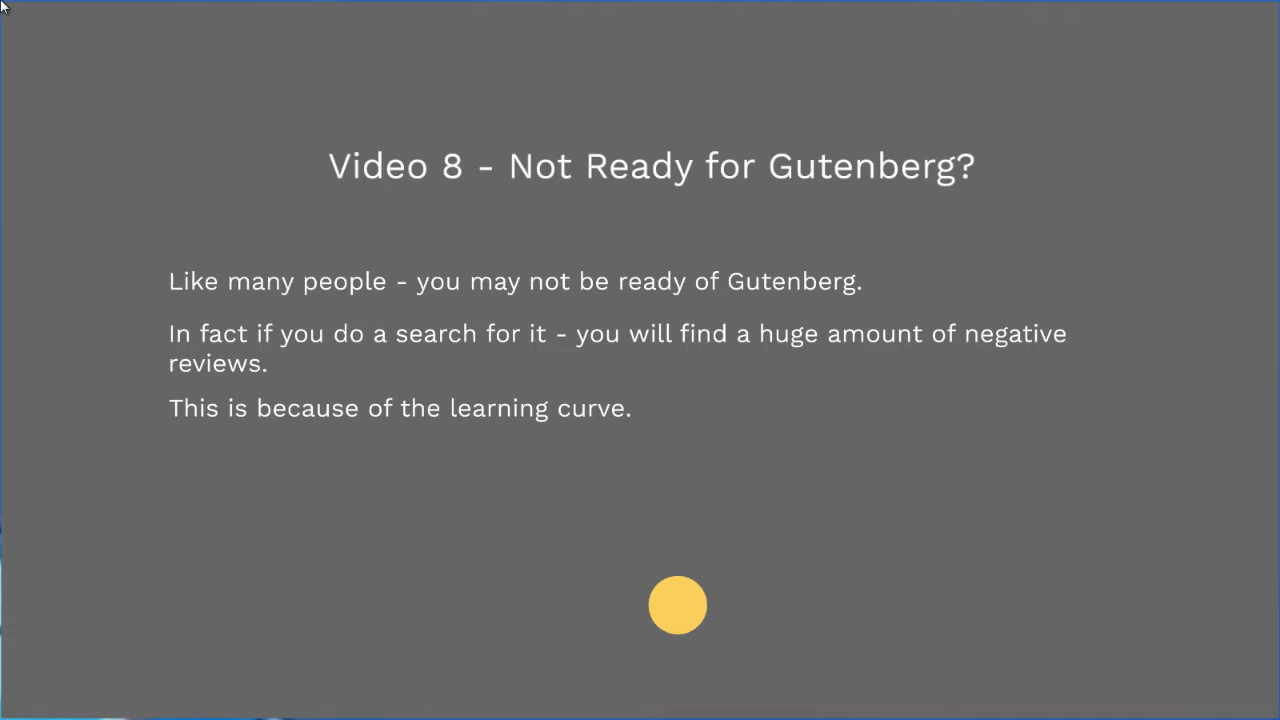 Video 8 - Not Ready for Gutenberg?
Like many people - you may not be ready of Gutenberg.
In fact if you do a search for it - you will find a huge amount of negative
reviews.
This is because of the learning curve.